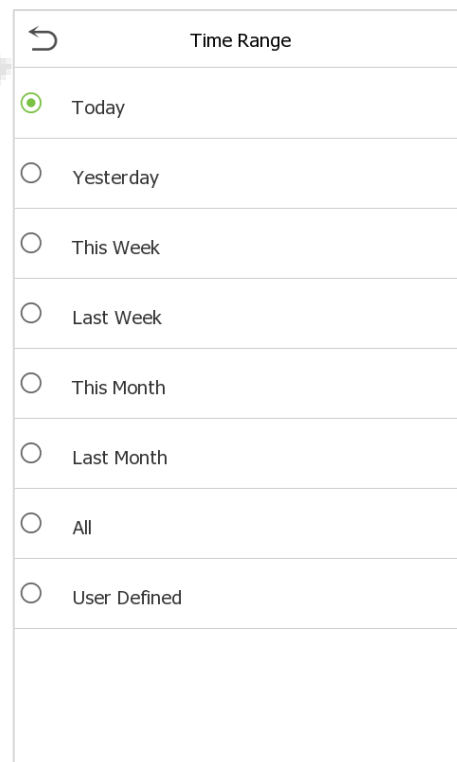 Time Range
Today
Yesterday
This Week
Last Week
This Month
Last Month
All
User Defined